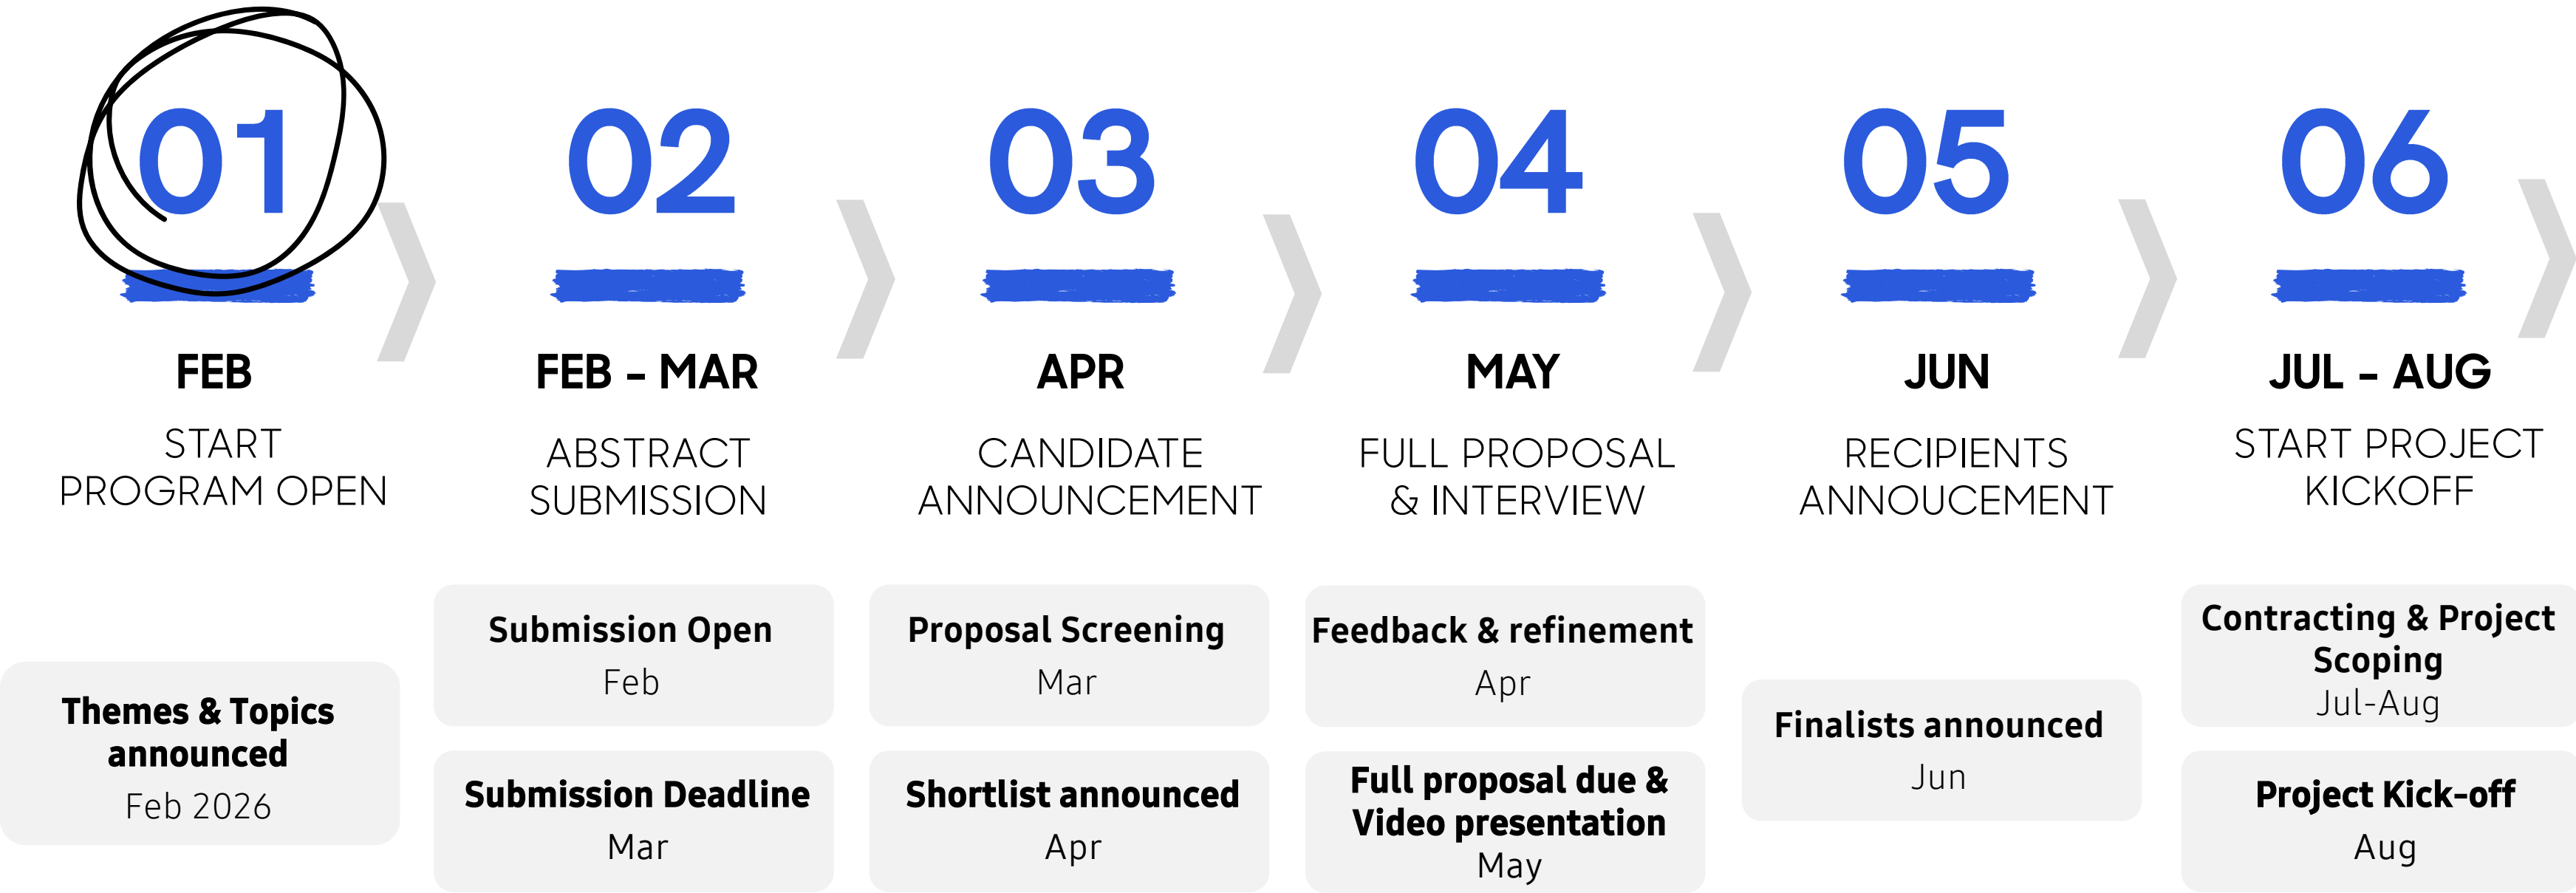 01
FEB
START
PROGRAM OPEN
Themes & Topics
announced
Feb 2026
02
FEB - MAR
ABSTRACT
SUBMISSION
Submission Open
Feb
Submission Deadline
Mar
03
APR
CANDIDATE
ANNOUNCEMENT
Proposal Screening
Mar
Shortlist announced
Apr
04
MAY
FULL PROPOSAL
& INTERVIEW
Feedback & refinement
Apr
Full proposal due &
Video presentation
May
05
JUN
RECIPIENTS
ANNOUCEMENT
Finalists announced
Jun
06
JUL - AUG
START PROJECT
KICKOFF
Contracting & Project
Scoping
Jul-Aug
Project Kick-off
Aug